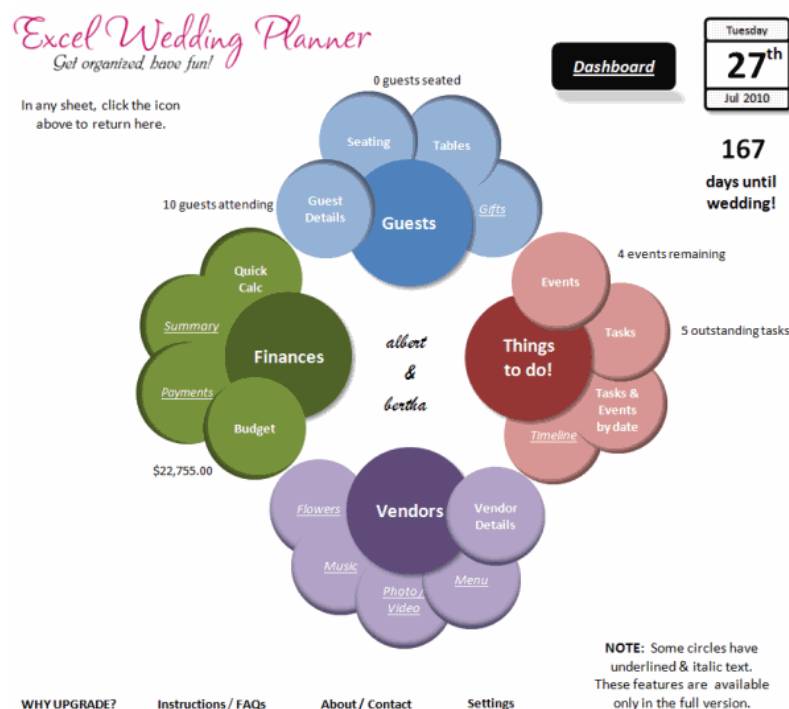 Excel Wedding Planner
Get organized, have fun!
Dashboard
Tuesday
27th
Jul 2010
In any sheet, click the icon
above to return here.
167
days until
wedding!
0 guests seated
Seating
Tables
Guest
Details
Gifts
Guests
10 guests attending
Quick
Calc
Summary
Payments
Budget
Finances
$22,755.00
albert
&
bertha
Events
4 events remaining
Tasks
5 outstanding tasks
Things
to do!
Tasks &
Events
by date
Timeline
Vendors
Vendor
Details
Flowers
Music
Photo /
Video
Menu
NOTE: Some circles have
underlined & italic text.
These features are available
only in the full version.
WHY UPGRADE?
Instructions / FAQs
About / Contact
Settings